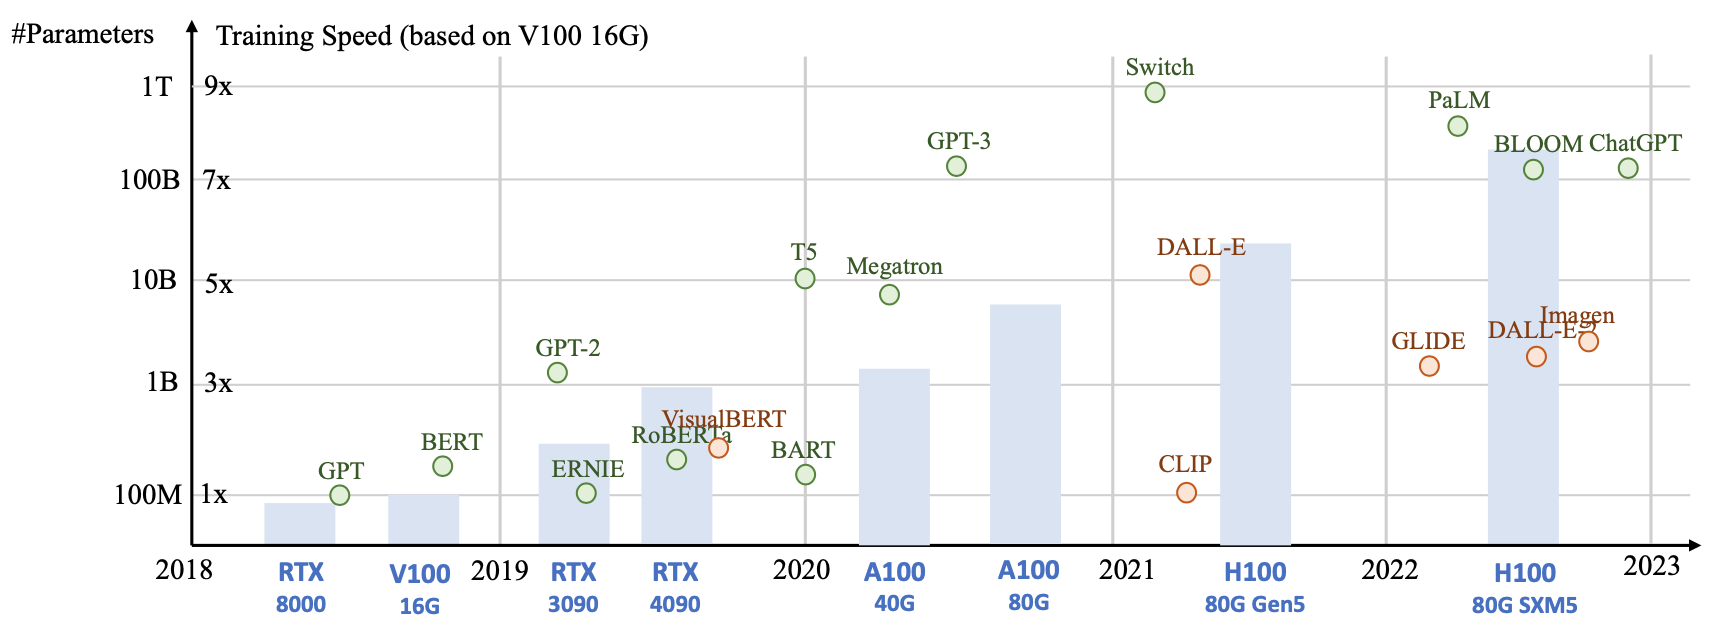 #Parameters
Training Speed (based on V100 16G)
1T
9x
100B
7x
10B
5x
1B
3x
100M
1x
Switch
PaLM
GPT-3
BLOOM
ChatGPT
T5
Megatron
DALL-E
GPT-2
GLIDE
DALL-E-2
Imagen
VisualBERT
RoBERTa
BERT
BART
GPT
ERNIE
CLIP
2018
RTX
8000
V100
16G
2019
RTX
3090
RTX
4090
2020
A100
40G
A100
80G
2021
H100
80G Gen5
2022
H100
80G SXM5
2023